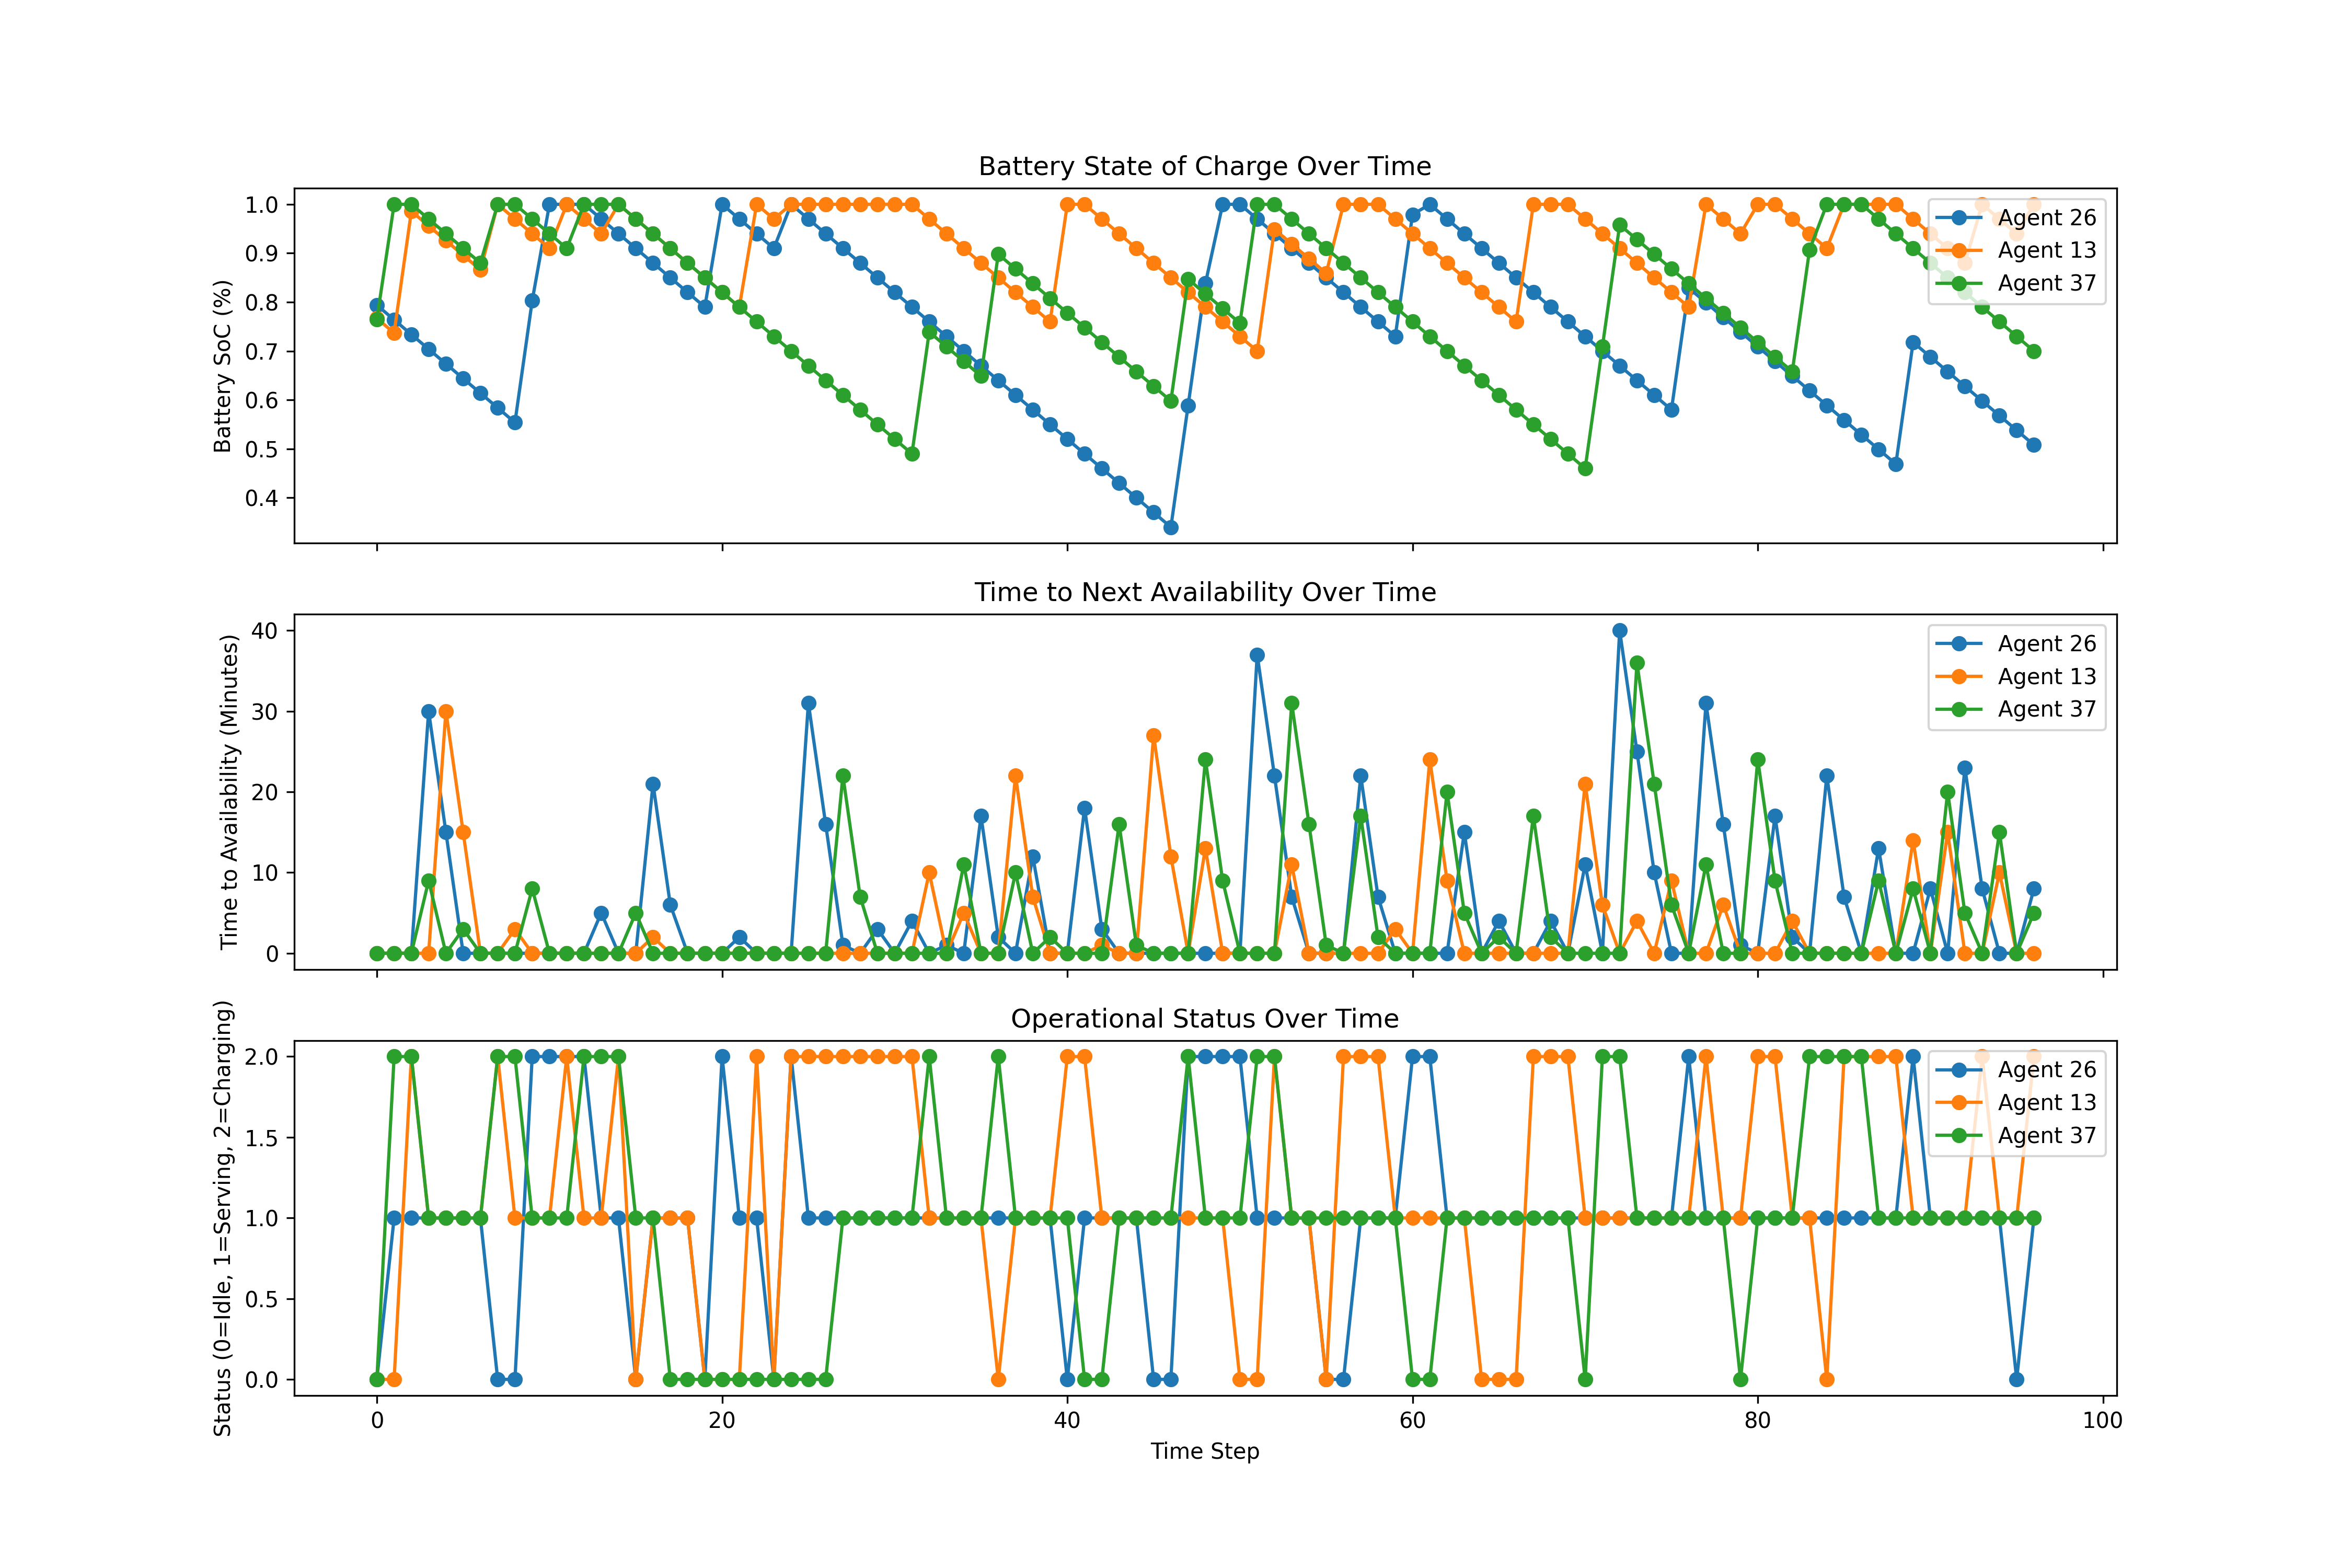 Battery State of Charge Over Time
Battery SoC (%)
1.0
0.9
0.8
0.7
0.6
0.5
0.4
Agent 26
Agent 13
Agent 37
Time to Next Availability Over Time
Time to Availability (Minutes)
40
30
20
10
0
Agent 26
Agent 13
Agent 37
Operational Status Over Time
Status (0=Idle, 1=Serving, 2=Charging)
2.0
1.5
1.0
0.5
0.0
Agent 26
Agent 13
Agent 37
0 20 40 60 80 100
Time Step